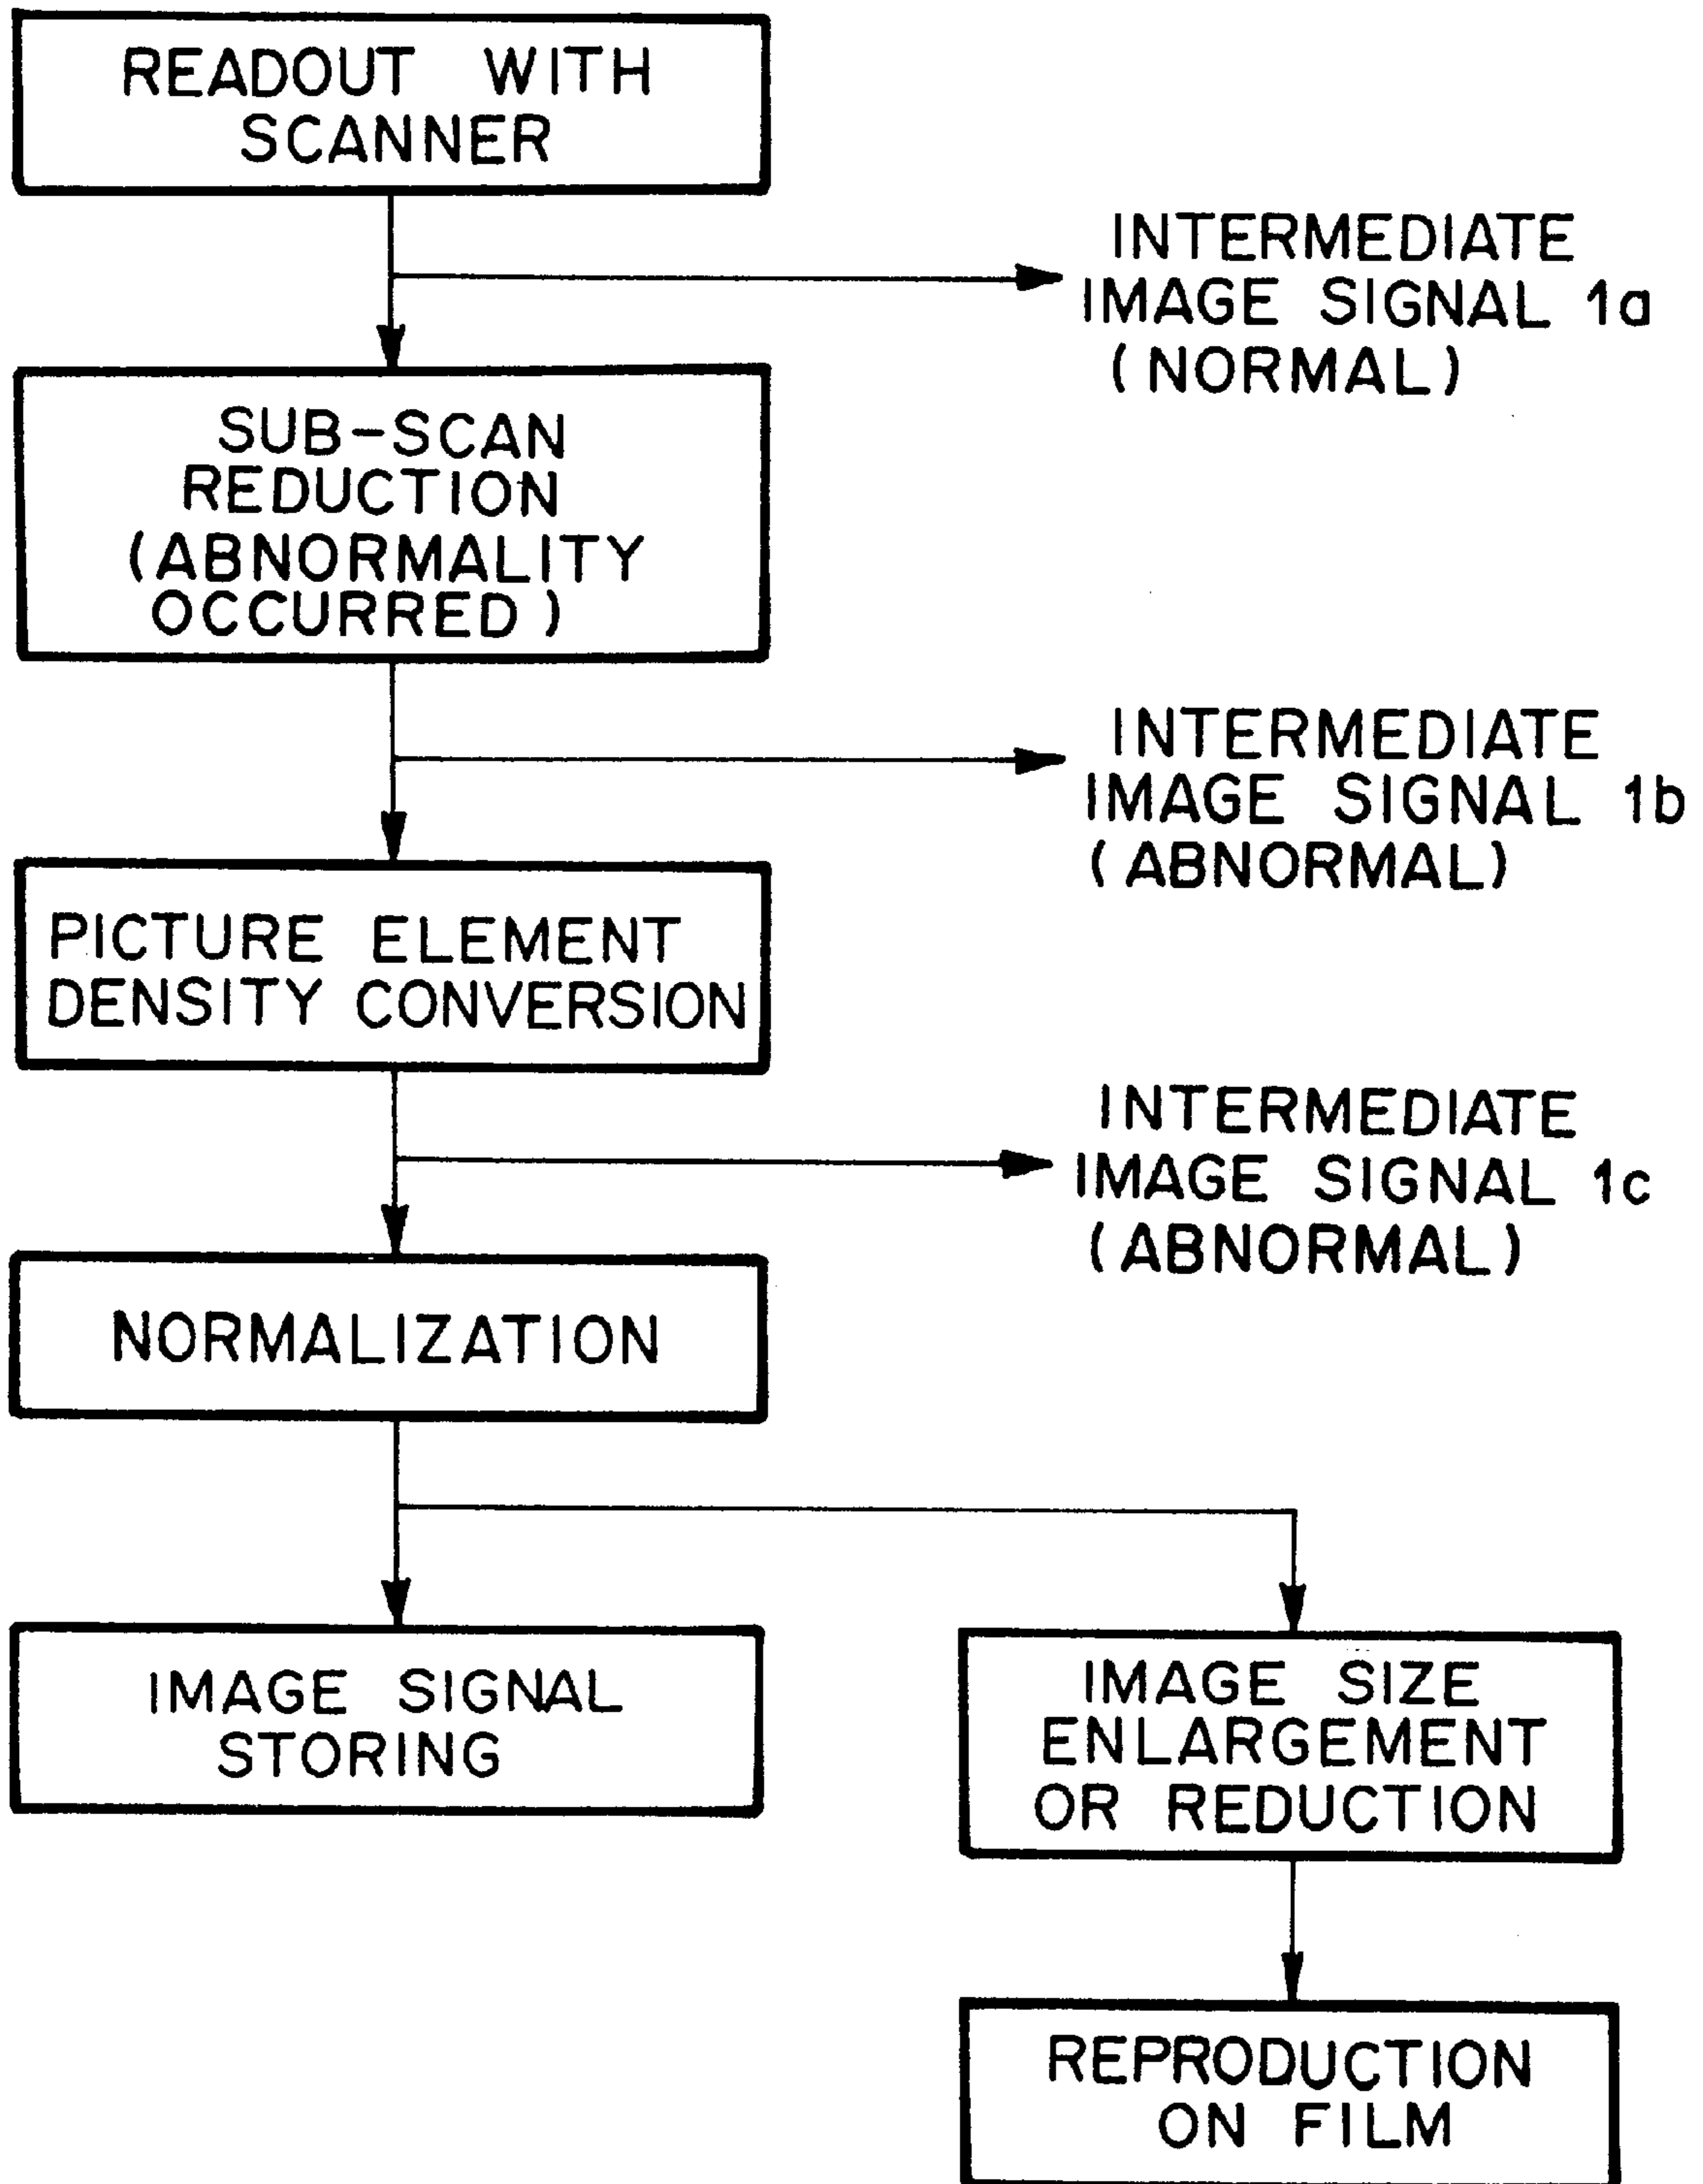 READOUT WITH
SCANNER
INTERMEDIATE
IMAGE SIGNAL 1a
(NORMAL)
SUB-SCAN
REDUCTION
(ABNORMALITY
OCCURRED)
INTERMEDIATE
IMAGE SIGNAL 1b
(ABNORMAL)
PICTURE ELEMENT
DENSITY CONVERSION
INTERMEDIATE
IMAGE SIGNAL 1c
(ABNORMAL)
NORMALIZATION
IMAGE SIGNAL
STORING
IMAGE SIZE
ENLARGEMENT
OR REDUCTION
REPRODUCTION
ON FILM